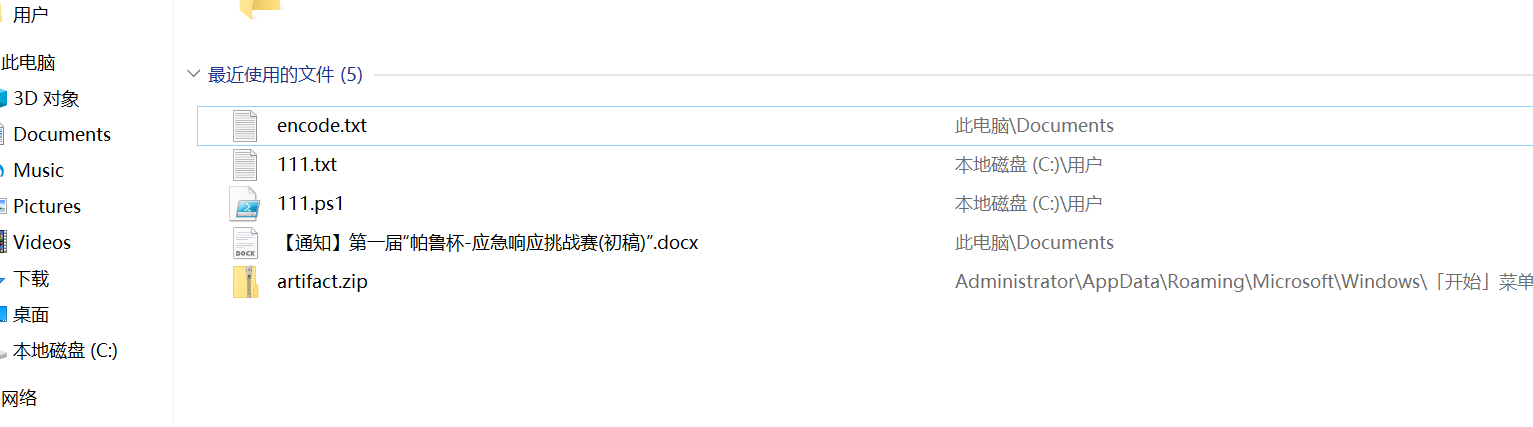 用户
此电脑
3D 对象
Documents
Music
Pictures
Videos
下载
桌面
本地磁盘 (C:)
网络
最近使用的文件 (5)
encode.txt 此电脑\Documents
111.txt 本地磁盘 (C:)\用户
111.ps1 本地磁盘 (C:)\用户
DOCX 【通知】第一届“帕鲁杯-应急响应挑战赛(初稿)”.docx 此电脑\Documents
artifact.zip Administrator\AppData\Roaming\Microsoft\Windows\「开始」菜单